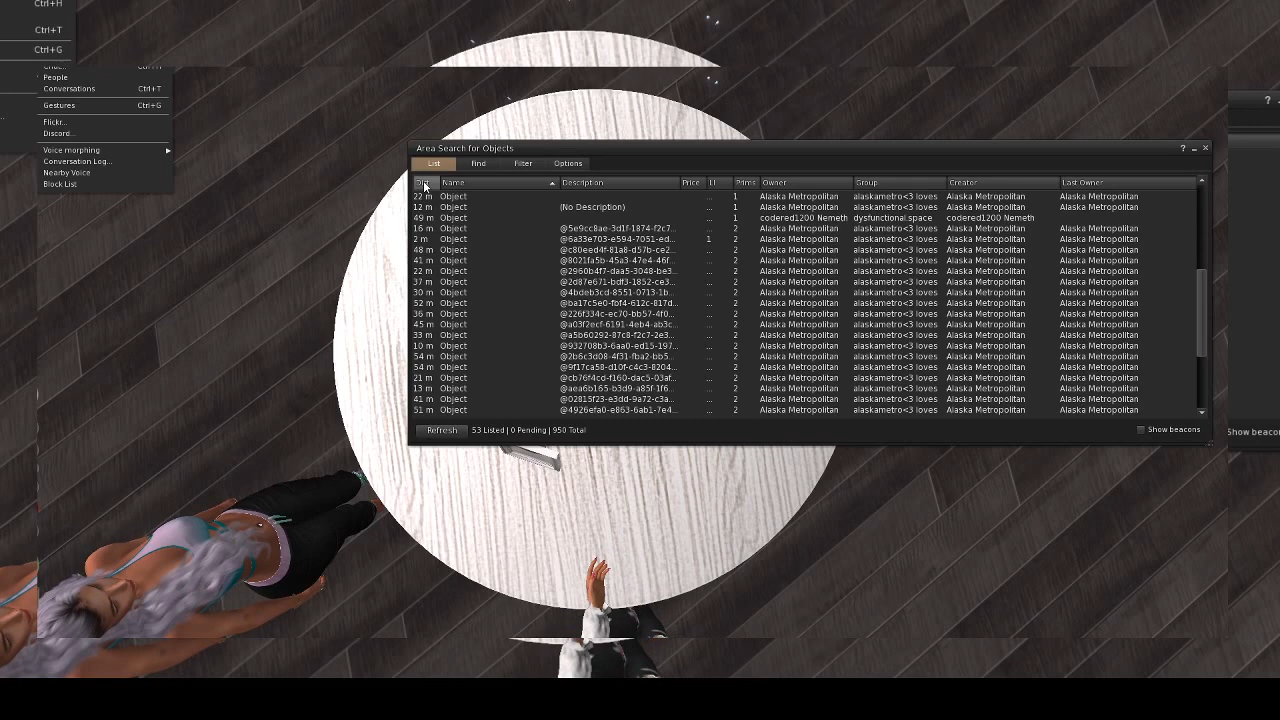 Ctrl+H
Ctrl+T
Ctrl+G
People
Conversations Ctrl+T
Gestures Ctrl+G
Flickr...
Discord...
Voice morphing
Conversation Log...
Nearby Voice
Block List
Area Search for Objects
List Find Filter Options
Name Description Price LI Prims Owner Group Creator Last Owner
22 m Object ... 1 Alaska Metropolitan alaskametro<3 loves Alaska Metropolitan Alaska Metropolitan
12 m Object (No Description) ... 1 Alaska Metropolitan alaskametro<3 loves Alaska Metropolitan Alaska Metropolitan
49 m Object ... 1 codered1200 Nemeth dysfunctional.space codered1200 Nemeth
16 m Object @5e9cc8ae-3d1f-1874-f2c7... ... 2 Alaska Metropolitan alaskametro<3 loves Alaska Metropolitan Alaska Metropolitan
2 m Object @6a33e703-e594-7051-ed... 1 2 Alaska Metropolitan alaskametro<3 loves Alaska Metropolitan Alaska Metropolitan
48 m Object @c80eed4f-81a8-d57b-ce2... ... 2 Alaska Metropolitan alaskametro<3 loves Alaska Metropolitan Alaska Metropolitan
41 m Object @8021fa5b-45a3-47e4-46f... ... 2 Alaska Metropolitan alaskametro<3 loves Alaska Metropolitan Alaska Metropolitan
22 m Object @2960b4f7-daa5-3048-be3... ... 2 Alaska Metropolitan alaskametro<3 loves Alaska Metropolitan Alaska Metropolitan
37 m Object @2d87e671-bdf3-1852-ce3... ... 2 Alaska Metropolitan alaskametro<3 loves Alaska Metropolitan Alaska Metropolitan
30 m Object @4bdeb3cd-8551-0713-1b... ... 2 Alaska Metropolitan alaskametro<3 loves Alaska Metropolitan Alaska Metropolitan
52 m Object @ba17c5e0-fbf4-612c-817d... ... 2 Alaska Metropolitan alaskametro<3 loves Alaska Metropolitan Alaska Metropolitan
36 m Object @226f334c-ec70-bb57-4f0... ... 2 Alaska Metropolitan alaskametro<3 loves Alaska Metropolitan Alaska Metropolitan
45 m Object @a03f2ecf-6191-4eb4-ab3c... ... 2 Alaska Metropolitan alaskametro<3 loves Alaska Metropolitan Alaska Metropolitan
33 m Object @a5b60292-87c8-f2c7-2e3... ... 2 Alaska Metropolitan alaskametro<3 loves Alaska Metropolitan Alaska Metropolitan
10 m Object @932708b3-6aa0-ed15-197... ... 2 Alaska Metropolitan alaskametro<3 loves Alaska Metropolitan Alaska Metropolitan
54 m Object @2b6c3d08-4f31-fba2-bb5... ... 2 Alaska Metropolitan alaskametro<3 loves Alaska Metropolitan Alaska Metropolitan
54 m Object @9f17ca58-d10f-c4c3-8204... ... 2 Alaska Metropolitan alaskametro<3 loves Alaska Metropolitan Alaska Metropolitan
21 m Object @cb76f4cd-f160-dac5-03af... ... 2 Alaska Metropolitan alaskametro<3 loves Alaska Metropolitan Alaska Metropolitan
13 m Object @aea6b165-b3d9-a85f-1f6... ... 2 Alaska Metropolitan alaskametro<3 loves Alaska Metropolitan Alaska Metropolitan
41 m Object @02815f23-e3dd-9a72-c3a... ... 2 Alaska Metropolitan alaskametro<3 loves Alaska Metropolitan Alaska Metropolitan
51 m Object @4926efa0-e863-6ab1-7e4... ... 2 Alaska Metropolitan alaskametro<3 loves Alaska Metropolitan Alaska Metropolitan
Refresh 53 Listed | 0 Pending | 950 Total Show beacons